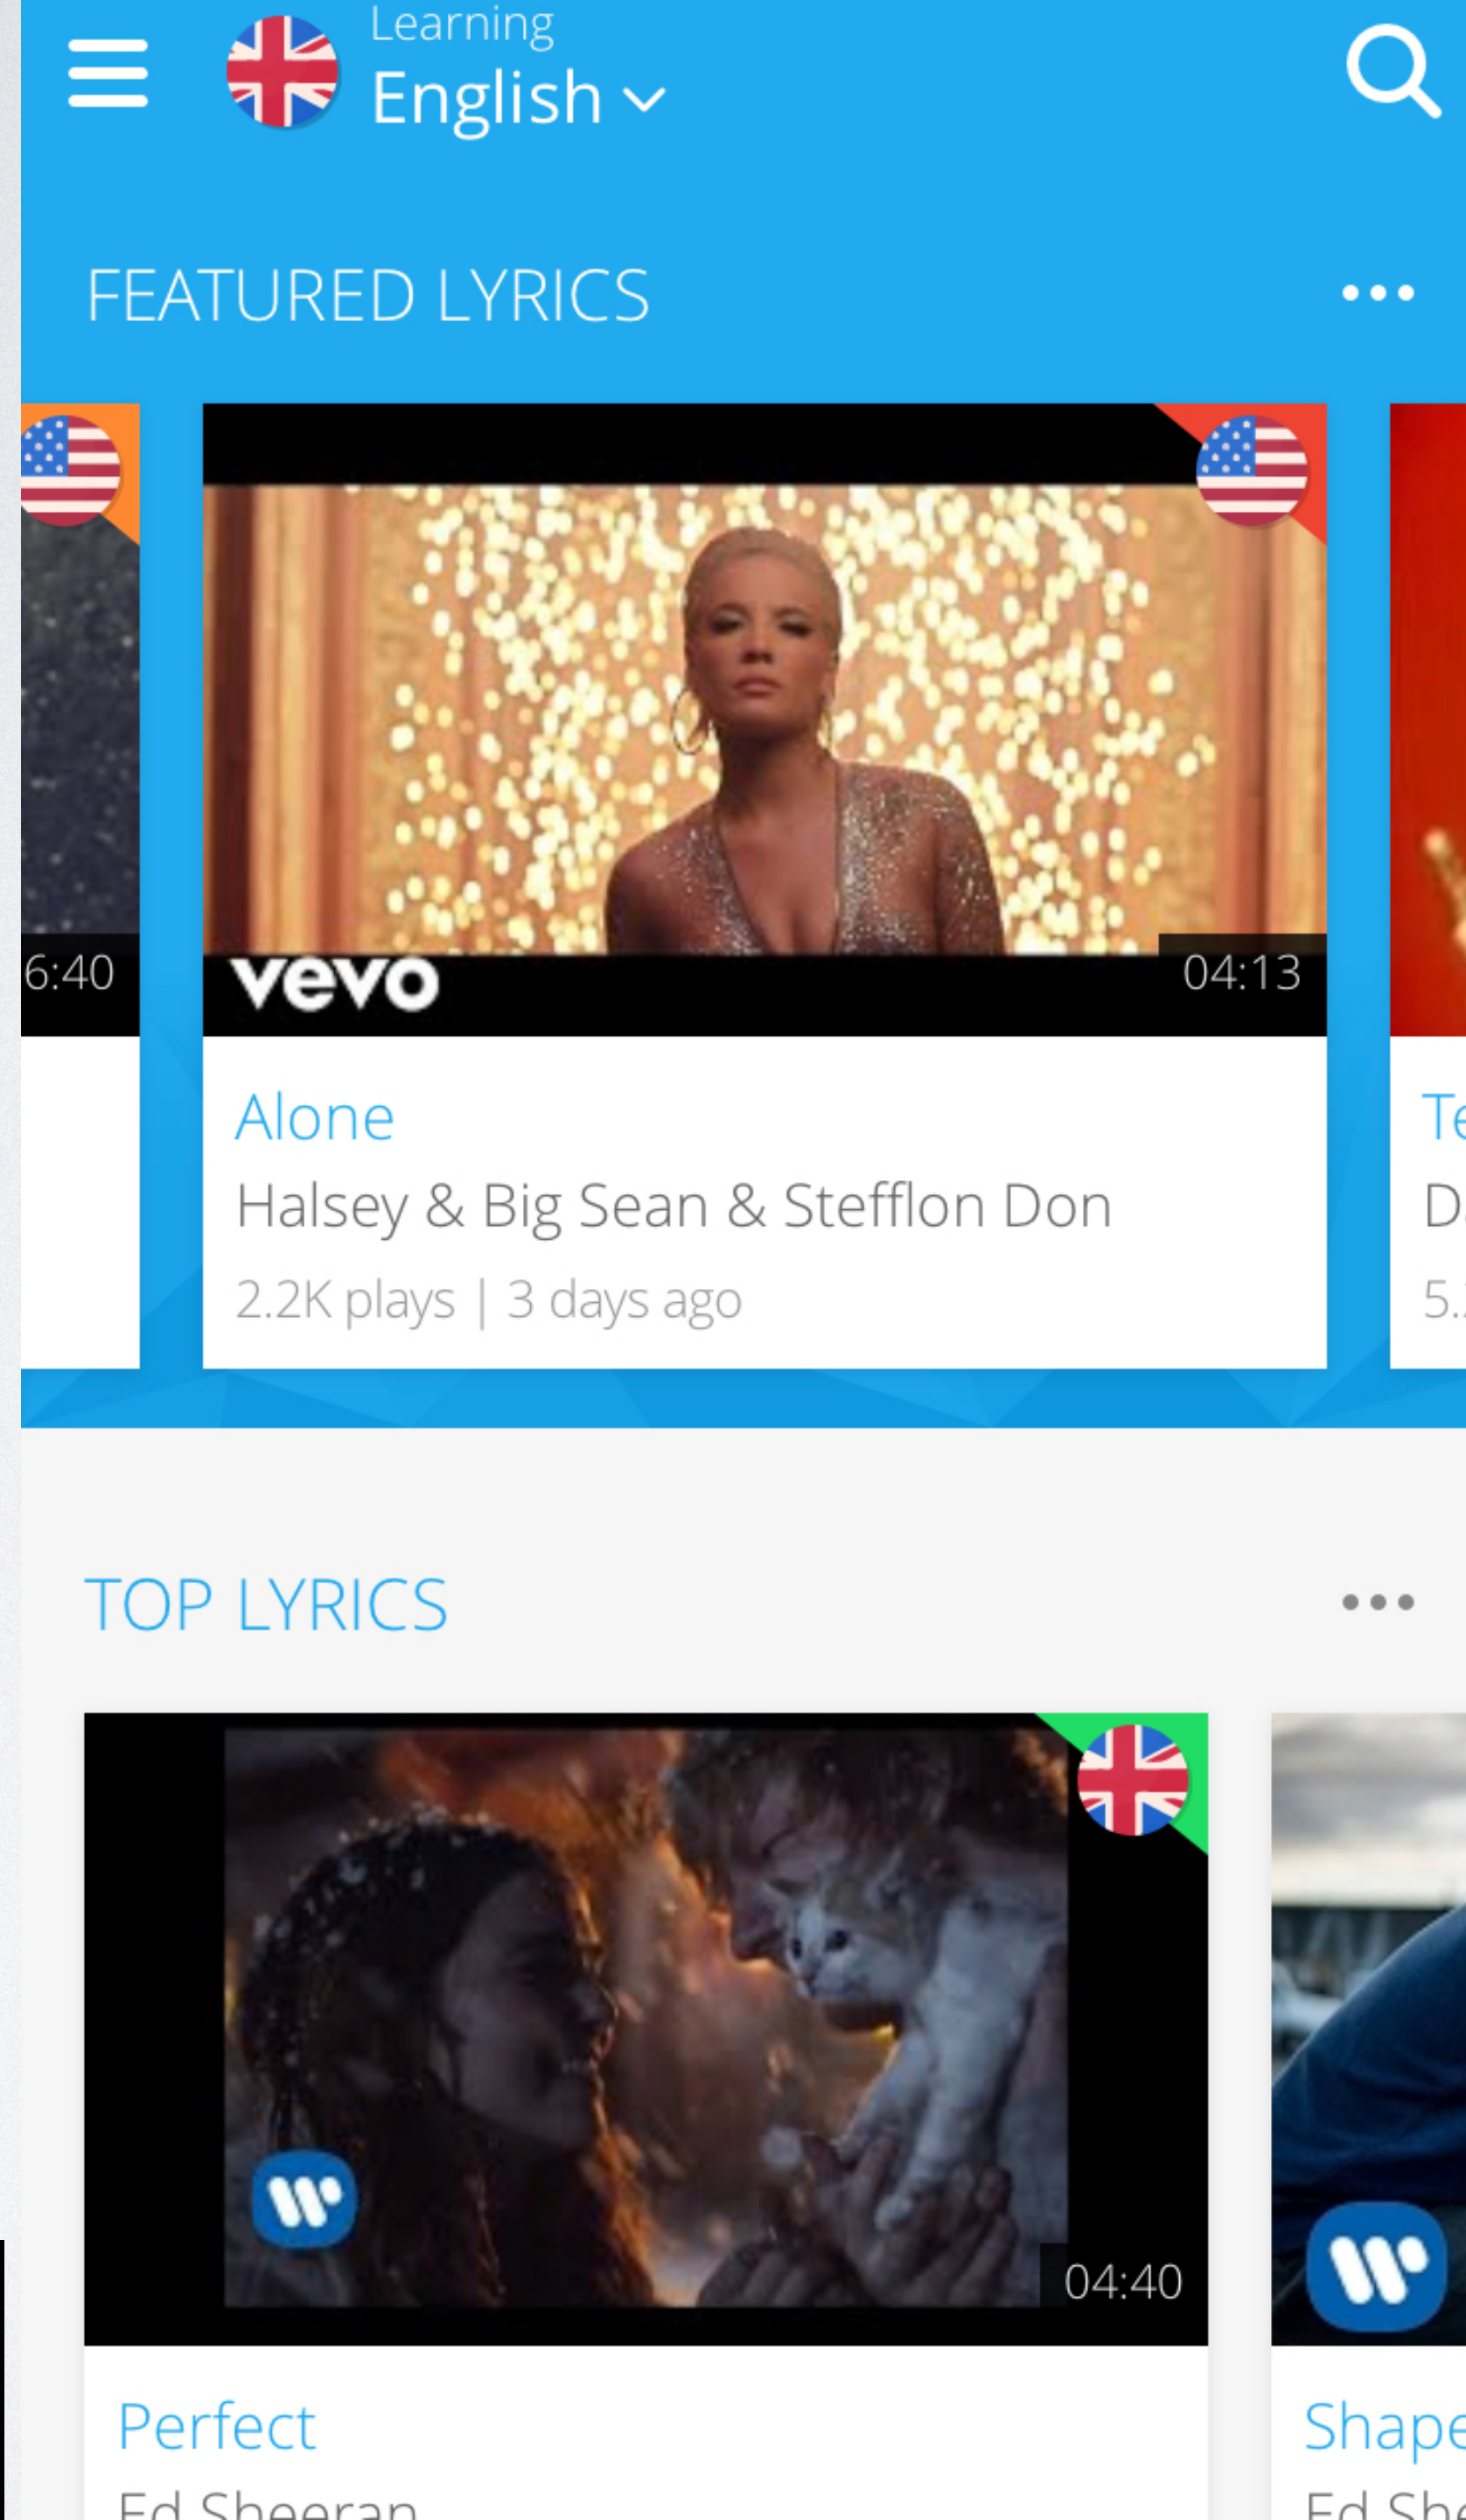 Learning
English
FEATURED LYRICS
6:40
vevo
04:13
Alone
Halsey & Big Sean & Stefflon Don
2.2K plays | 3 days ago
TOP LYRICS
04:40
Perfect
Shape
Ed Sheeran